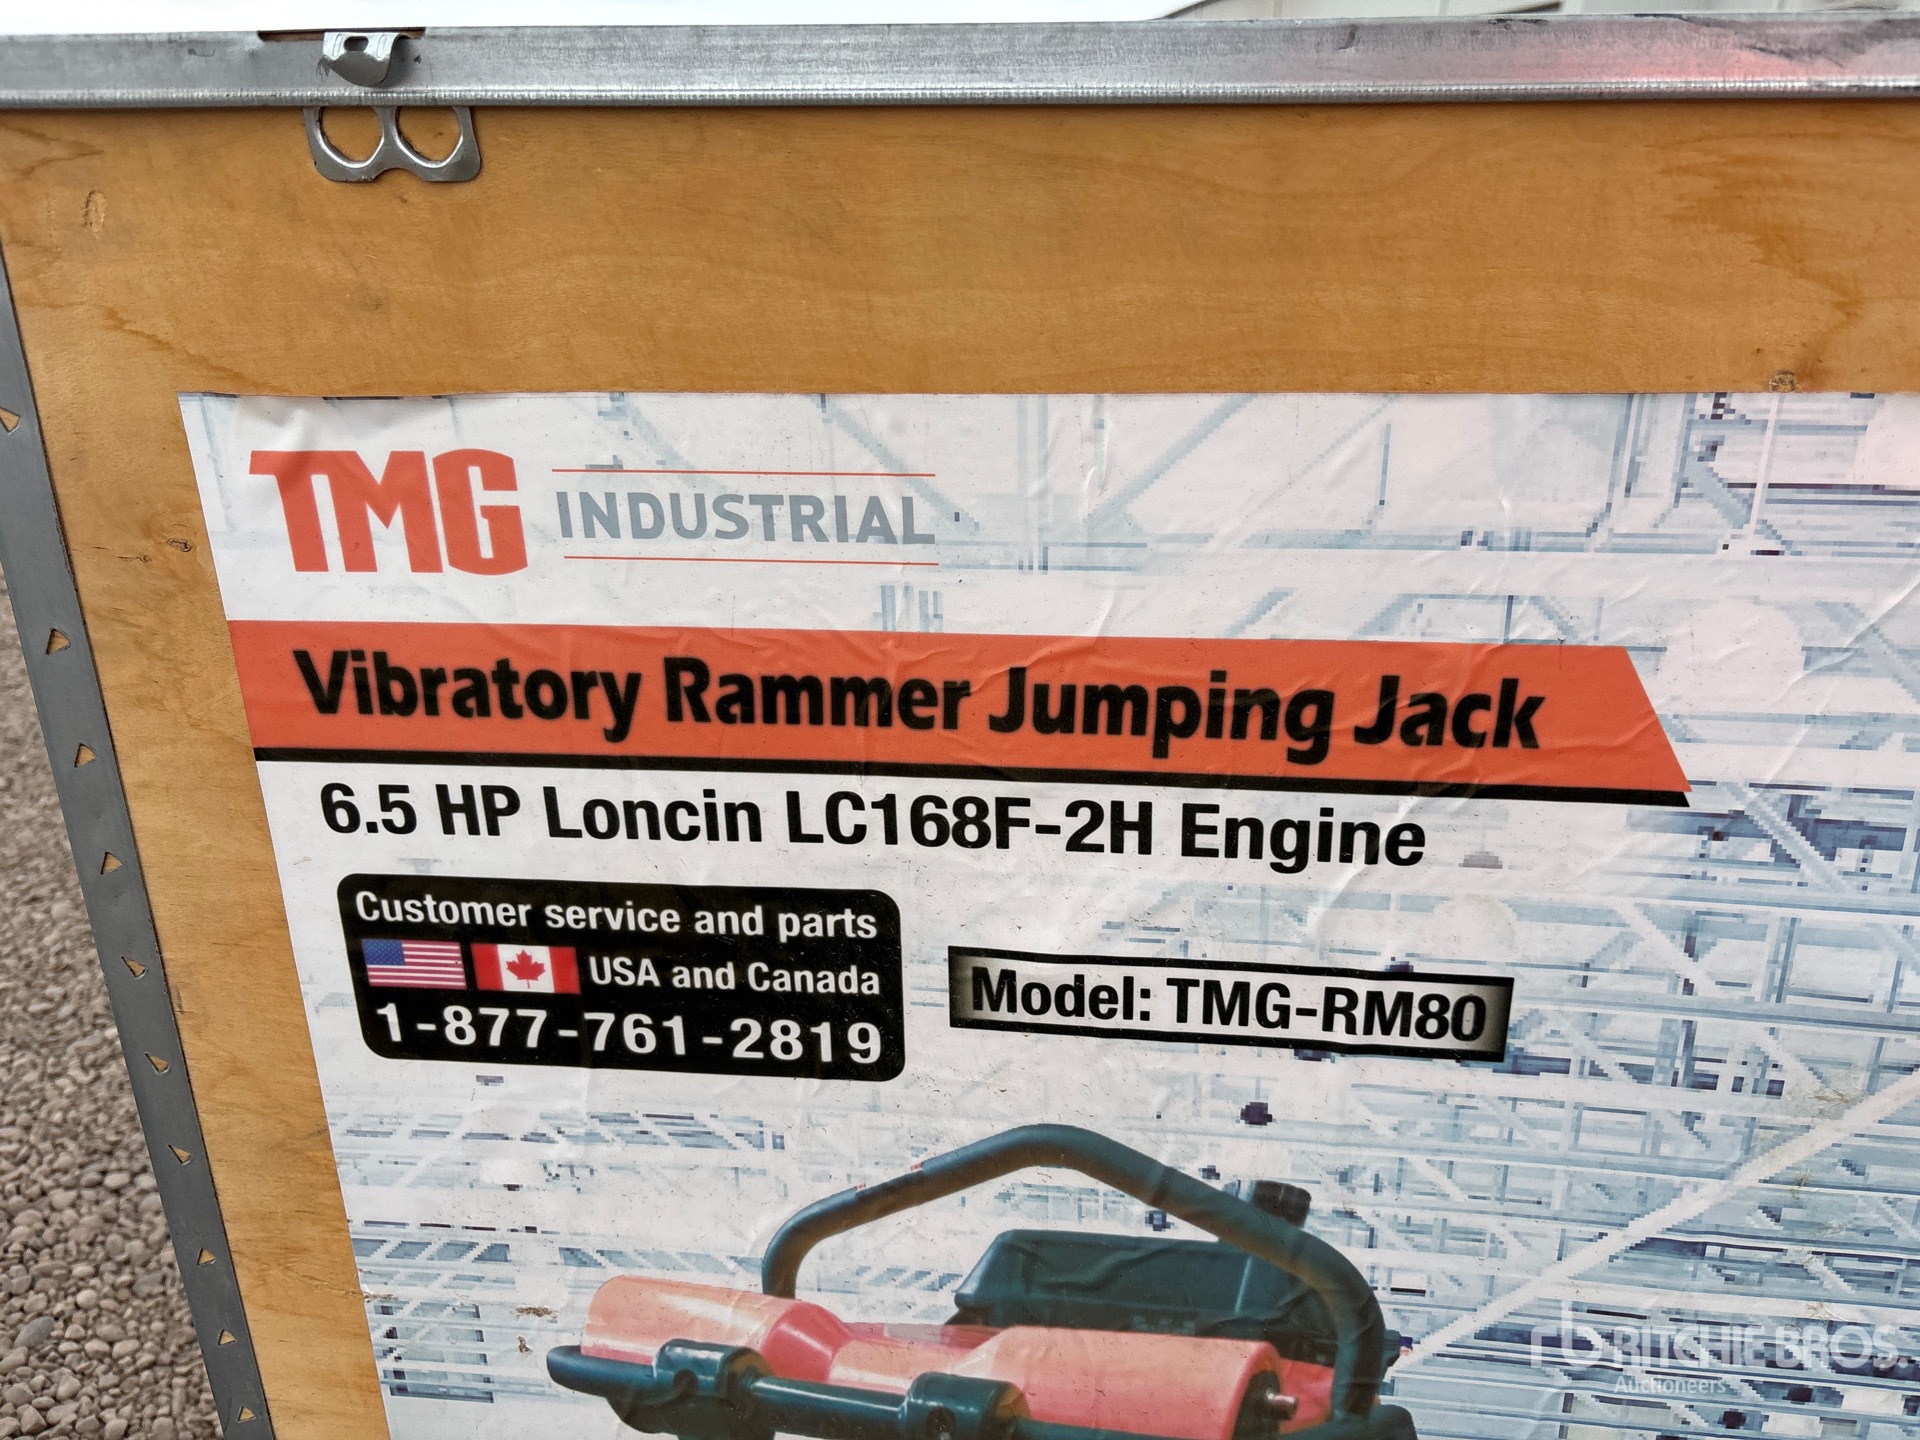 TMG INDUSTRIAL
Vibratory Rammer Jumping Jack
6.5 HP Loncin LC168F-2H Engine
Customer service and parts
USA and Canada
1-877-761-2819
Model: TMG-RM80
rb RITCHIE BROS.
Auctioneers